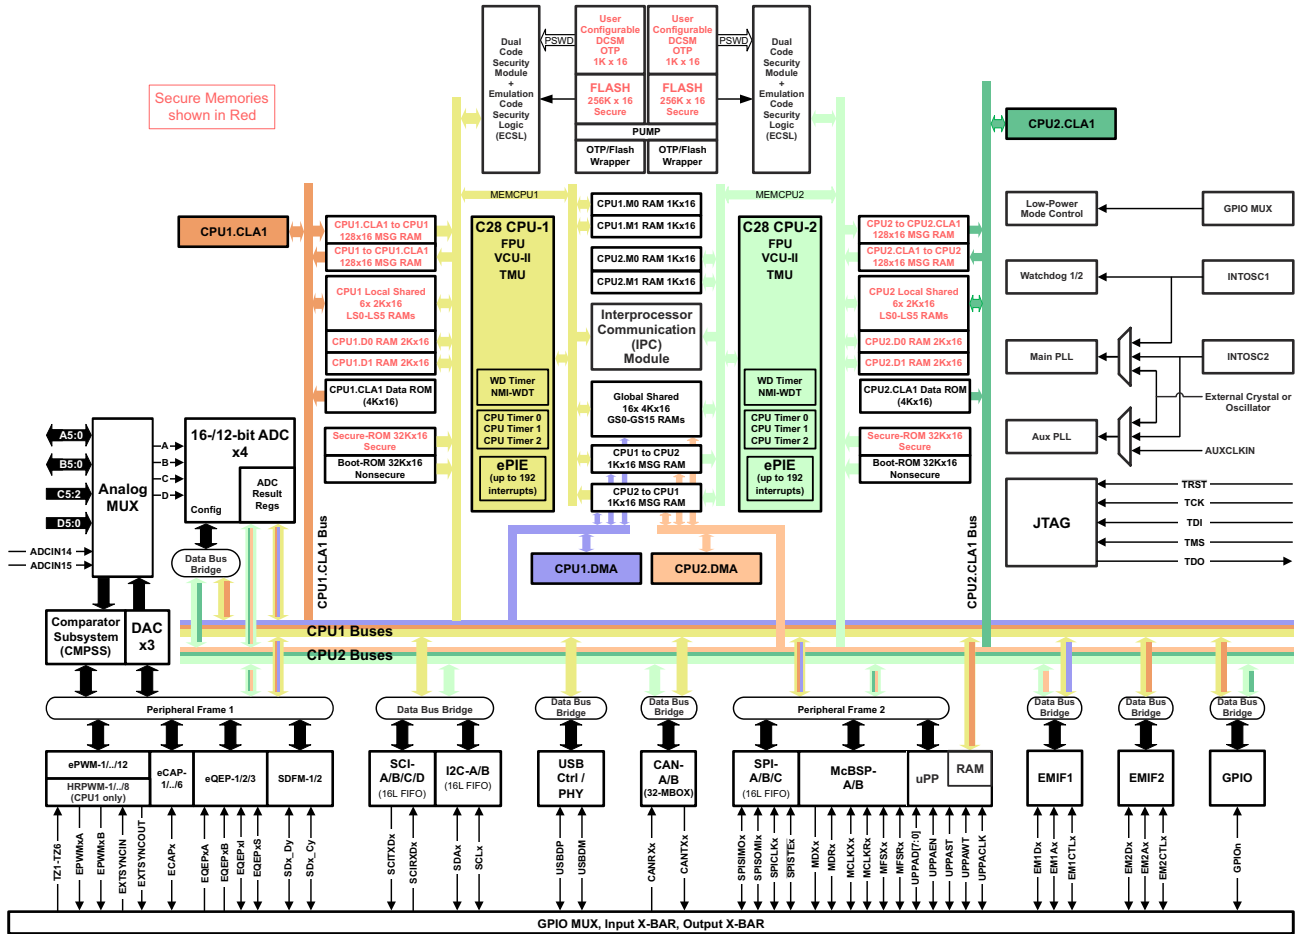 User
Configurable
DCSM
OTP
1K x 16
User
Configurable
DCSM
OTP
1K x 16
PSWD
PSWD
Dual
Code
Security
Module
+
Emulation
Code
Security
Logic
(ECSL)
Dual
Code
Security
Module
+
Emulation
Code
Security
Logic
(ECSL)
FLASH
256K x 16
Secure
FLASH
256K x 16
Secure
PUMP
OTP/Flash
Wrapper
OTP/Flash
Wrapper
Secure Memories
shown in Red
CPU2.CLA1
MEMCPU1
MEMCPU2
CPU1.CLA1
CPU1.CLA1 to CPU1
128x16 MSG RAM
CPU1 to CPU1.CLA1
128x16 MSG RAM
CPU1 Local Shared
6x 2Kx16
LS0-LS5 RAMs
CPU1.D0 RAM 2Kx16
CPU1.D1 RAM 2Kx16
CPU1.CLA1 Data ROM
(4Kx16)
Secure-ROM 32Kx16
Secure
Boot-ROM 32Kx16
Nonsecure
C28 CPU-1
FPU
VCU-II
TMU
WD Timer
NMI-WDT
CPU Timer 0
CPU Timer 1
CPU Timer 2
ePIE
(up to 192
interrupts)
CPU1.M0 RAM 1Kx16
CPU1.M1 RAM 1Kx16
CPU2.M0 RAM 1Kx16
CPU2.M1 RAM 1Kx16
Interprocessor
Communication
(IPC)
Module
Global Shared
16x 4Kx16
GS0-GS15 RAMs
CPU1 to CPU2
1Kx16 MSG RAM
CPU2 to CPU1
1Kx16 MSG RAM
C28 CPU-2
FPU
VCU-II
TMU
WD Timer
NMI-WDT
CPU Timer 0
CPU Timer 1
CPU Timer 2
ePIE
(up to 192
interrupts)
CPU2 to CPU2.CLA1
128x16 MSG RAM
CPU2.CLA1 to CPU2
128x16 MSG RAM
CPU2 Local Shared
6x 2Kx16
LS0-LS5 RAMs
CPU2.D0 RAM 2Kx16
CPU2.D1 RAM 2Kx16
CPU2.CLA1 Data ROM
(4Kx16)
Secure-ROM 32Kx16
Secure
Boot-ROM 32Kx16
Nonsecure
Low-Power
Mode Control
GPIO MUX
Watchdog 1/2
INTOSC1
Main PLL
INTOSC2
External Crystal or
Oscillator
Aux PLL
AUXCLKIN
JTAG
TRST
TCK
TDI
TMS
TDO
A5:0
B5:0
C5:2
D5:0
ADCIN14
ADCIN15
Analog
MUX
A
B
C
D
16-/12-bit ADC
x4
Config
ADC
Result
Regs
Data Bus
Bridge
CPU1.CLA1 Bus
CPU2.CLA1 Bus
CPU1.DMA
CPU2.DMA
Comparator
Subsystem
(CMPSS)
DAC
x3
CPU1 Buses
CPU2 Buses
Peripheral Frame 1
Data Bus Bridge
Data Bus
Bridge
Data Bus
Bridge
Peripheral Frame 2
Data Bus
Bridge
Data Bus
Bridge
Data Bus
Bridge
ePWM-1/../12
HRPWM-1/../8
(CPU1 only)
eCAP-
1/../6
eQEP-1/2/3
SDFM-1/2
SCI-
A/B/C/D
(16L FIFO)
I2C-A/B
(16L FIFO)
USB
Ctrl /
PHY
CAN-
A/B
(32-MBOX)
SPI-
A/B/C
(16L FIFO)
McBSP-
A/B
uPP
RAM
EMIF1
EMIF2
GPIO
TZ1-TZ6
EPWMxA
EPWMxB
EXTSYNCIN
EXTSYNCOUT
ECAPx
EQEPxA
EQEPxB
EQEPxI
EQEPxS
SDx_Dy
SDx_Cy
SCITXDx
SCIRXDx
SDAx
SCLx
USBDP
USBDM
CANRXx
CANTXx
SPISIMOx
SPISOMIx
SPICLKx
SPISTEx
MDXx
MDRx
MCLKXx
MCLKRx
MFSXx
MFSRx
UPPAD[7:0]
UPPAEN
UPPAST
UPPAWT
UPPACLK
EM1Dx
EM1Ax
EM1CTLx
EM2Dx
EM2Ax
EM2CTLx
GPIOn
GPIO MUX, Input X-BAR, Output X-BAR